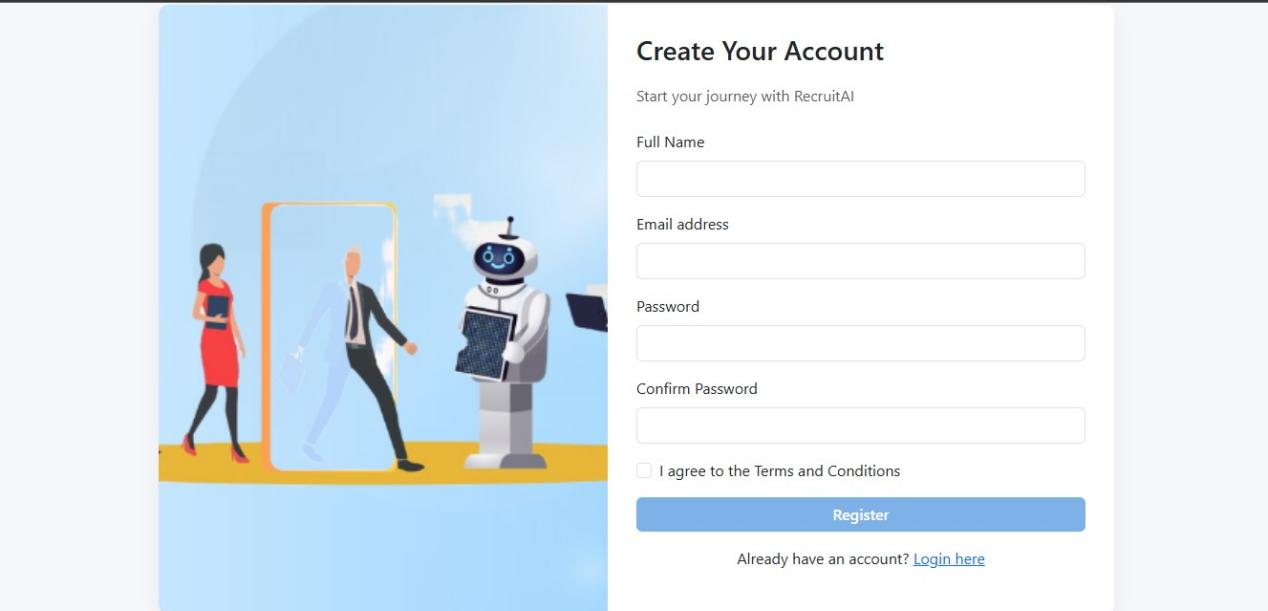 Create Your Account
Start your journey with RecruitAI
Full Name
Email address
Password
Confirm Password
I agree to the Terms and Conditions
Register
Already have an account? Login here